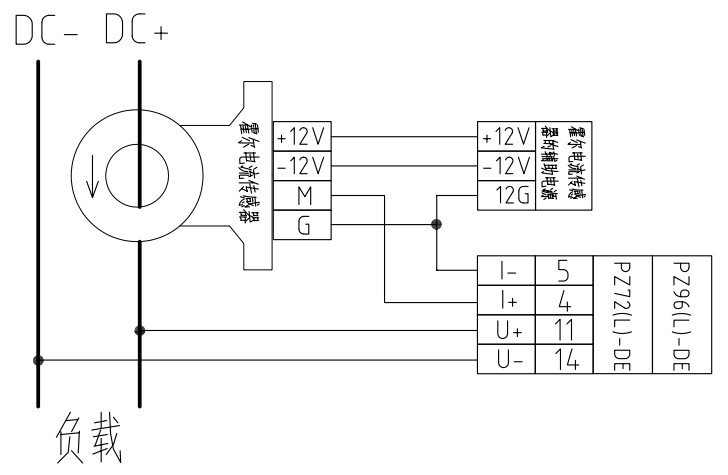 DC- DC+
霍尔电流传感器
+12V
-12V
M
G
+12V
-12V
12G
霍尔电流传感
器的辅助电源
I- 5
I+ 4
U+ 11
U- 14
PZ72(L)-DE
PZ96(L)-DE
负载